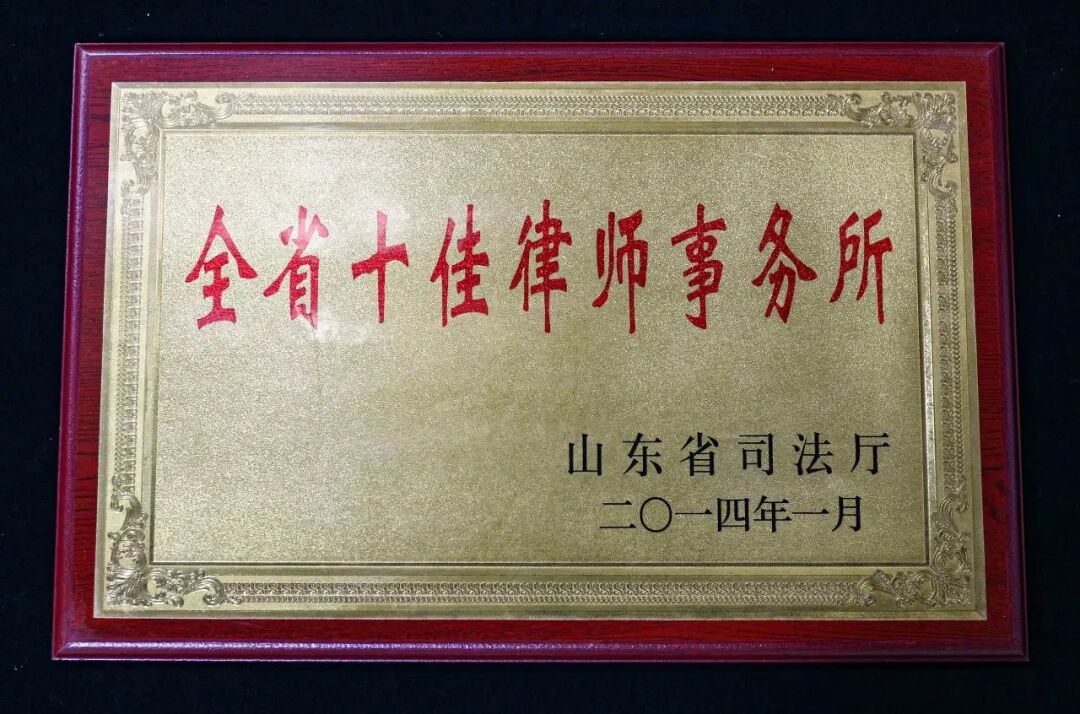 全省十佳律师事务所
山东省司法厅
二〇一四年一月